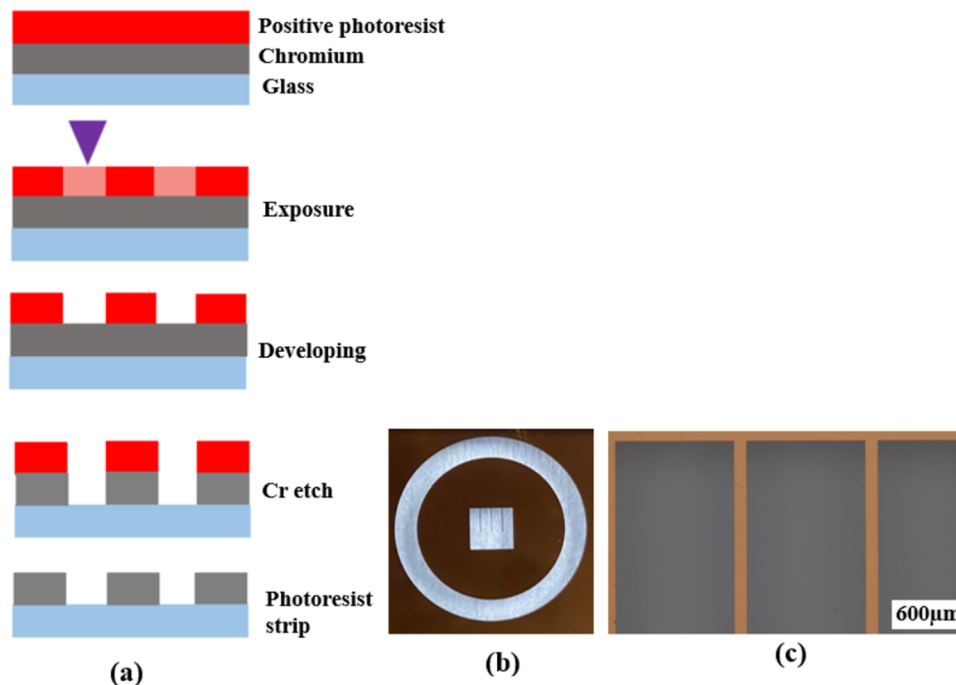 Positive photoresist
Chromium
Glass
Exposure
Developing
Cr etch
Photoresist
strip
600μm
(a)
(b)
(c)